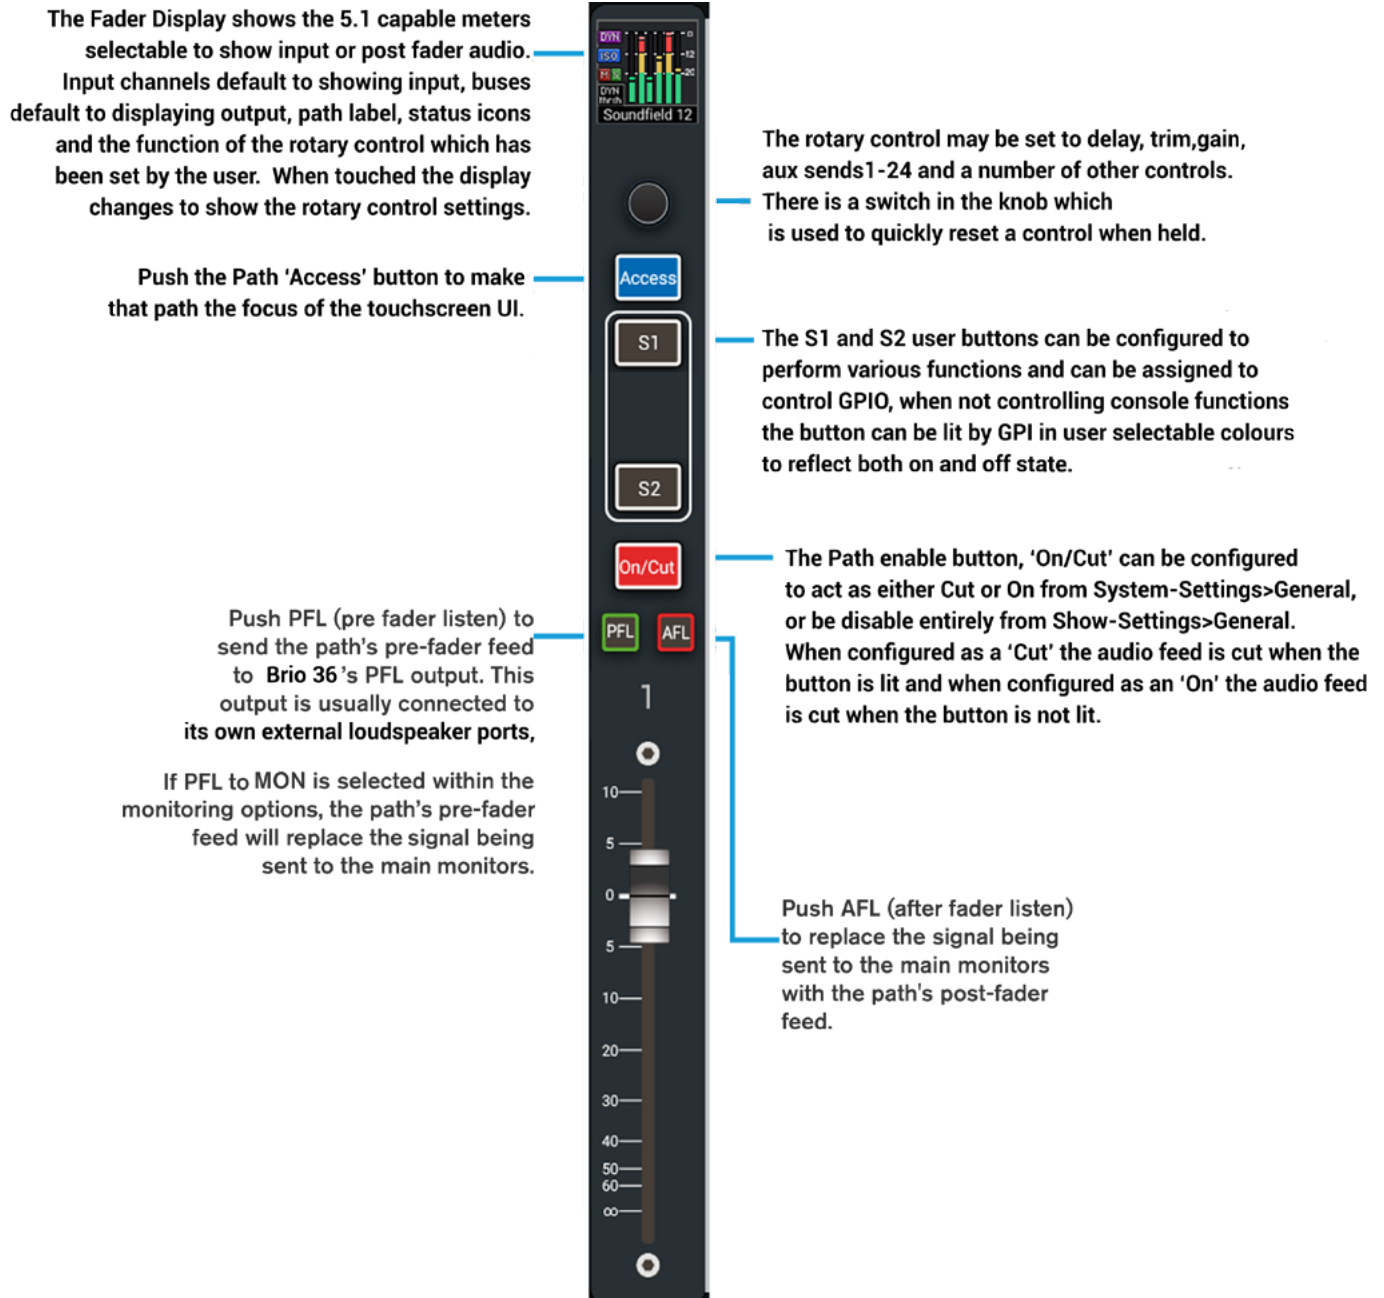 The Fader Display shows the 5.1 capable meters
selectable to show input or post fader audio.
Input channels default to showing input, buses
default to displaying output, path label, status icons
and the function of the rotary control which has
been set by the user. When touched the display
changes to show the rotary control settings.
DYN
ISO
M
DYN
thrsh
0
-12
-20
Soundfield 12
The rotary control may be set to delay, trim,gain,
aux sends1-24 and a number of other controls.
There is a switch in the knob which
is used to quickly reset a control when held.
Push the Path ‘Access’ button to make
that path the focus of the touchscreen UI.
Access
S1
S2
The S1 and S2 user buttons can be configured to
perform various functions and can be assigned to
control GPIO, when not controlling console functions
the button can be lit by GPI in user selectable colours
to reflect both on and off state.
On/Cut
The Path enable button, ‘On/Cut’ can be configured
to act as either Cut or On from System-Settings>General,
or be disable entirely from Show-Settings>General.
When configured as a ‘Cut’ the audio feed is cut when the
button is lit and when configured as an ‘On’ the audio feed
is cut when the button is not lit.
Push PFL (pre fader listen) to
send the path's pre-fader feed
to Brio 36's PFL output. This
output is usually connected to
its own external loudspeaker ports,
If PFL to MON is selected within the
monitoring options, the path's pre-fader
feed will replace the signal being
sent to the main monitors.
PFL
AFL
1
10
5
0
5
10
20
30
40
50
60
∞
Push AFL (after fader listen)
to replace the signal being
sent to the main monitors
with the path's post-fader
feed.